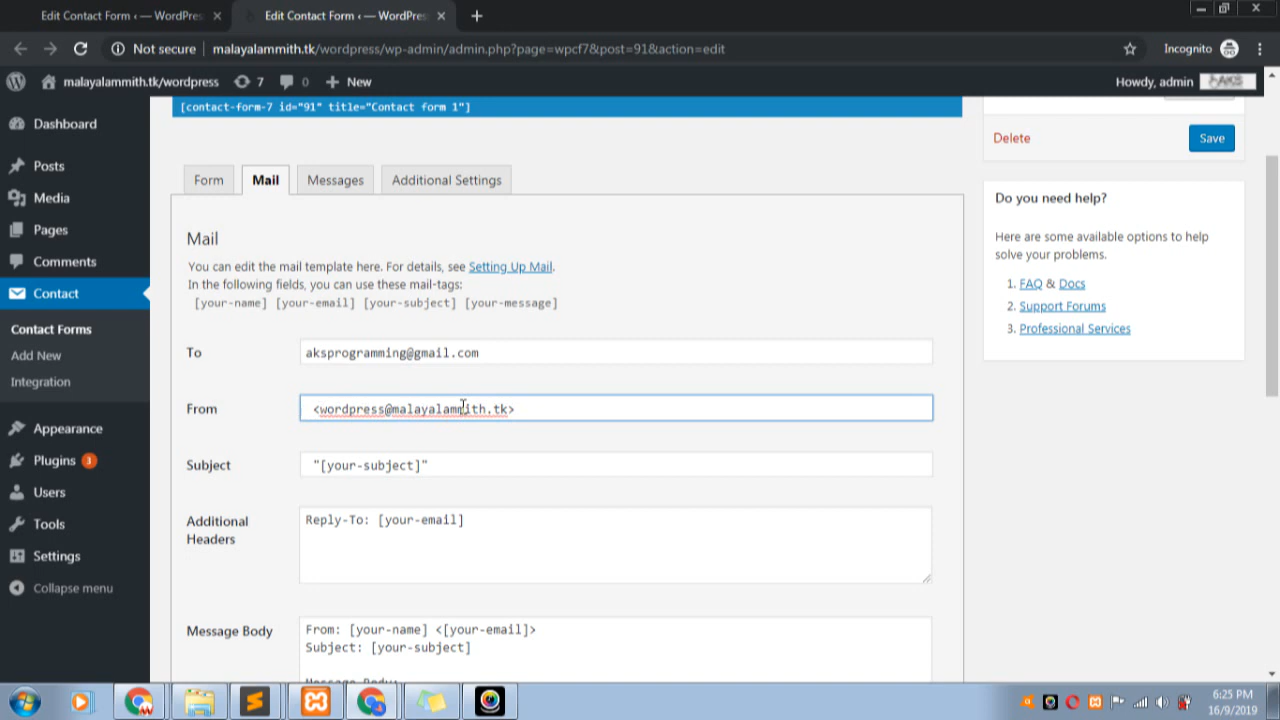 Edit Contact Form ‹ — WordPres
Edit Contact Form ‹ — WordPres
Not secure | malayalammith.tk/wordpress/wp-admin/admin.php?page=wpcf7&post=91&action=edit
Incognito
malayalammith.tk/wordpress 7 0 + New
Howdy, admin
Dashboard
Posts
Media
Pages
Comments
Contact
Contact Forms
Add New
Integration
Appearance
Plugins 3
Users
Tools
Settings
Collapse menu
[contact-form-7 id="91" title="Contact form 1"]
Form Mail Messages Additional Settings
Mail
You can edit the mail template here. For details, see Setting Up Mail.
In the following fields, you can use these mail-tags:
[your-name] [your-email] [your-subject] [your-message]
To aksprogramming@gmail.com
From <wordpress@malayalammith.tk>
Subject "[your-subject]"
Additional Headers
Reply-To: [your-email]
Message Body
From: [your-name] <[your-email]>
Subject: [your-subject]
Message Body:
Delete Save
Do you need help?
Here are some available options to help
solve your problems.
1. FAQ & Docs
2. Support Forums
3. Professional Services
6:25 PM
16/9/2019